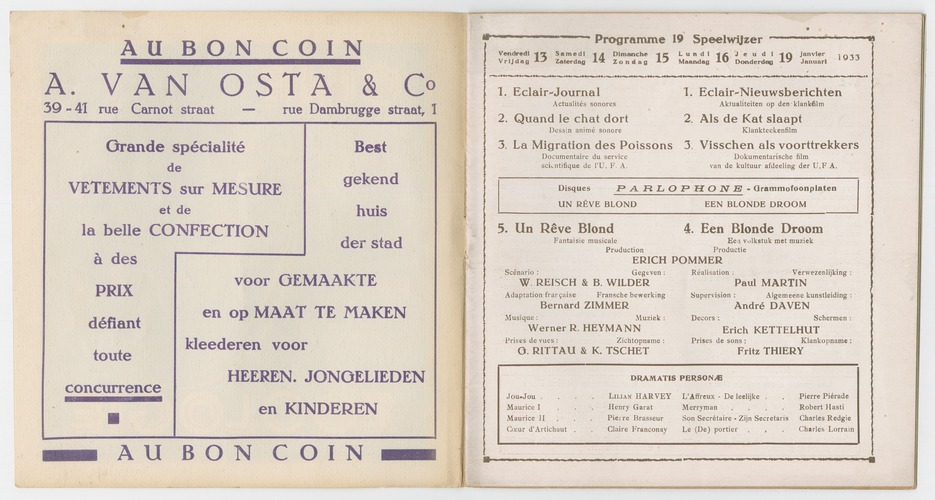 AU BON COIN
A. VAN OSTA & Co
39-41 rue Carnot straat — rue Dambrugge straat, 1
Grande spécialité
de
VETEMENTS sur MESURE
et de
la belle CONFECTION
à des
PRIX
défiant
toute
concurrence
Best
gekend
huis
der stad
voor GEMAAKTE
en op MAAT TE MAKEN
kleederen voor
HEEREN. JONGELIEDEN
en KINDEREN
AU BON COIN
Programme 19 Speelwijzer
Vendredi Vrijdag 13 Samedi Zaterdag 14 Dimanche Zondag 15 Lundi Maandag 16 Jeudi Donderdag 19 janvier Januari 1933
1. Eclair-Journal
Actualités sonores
2. Quand le chat dort
Dessin animé sonore
3. La Migration des Poissons
Documentaire du service
scientifique de l'U. F. A.
1. Eclair-Nieuwsberichten
Aktualiteiten op den klankfilm
2. Als de Kat slaapt
Klankteekenfilm
3. Visschen als voorttrekkers
Dokumentarische film
van de kultuur afdeeling der U.F.A.
Disques PARLOPHONE - Grammofoonplaten
UN RÊVE BLOND EEN BLONDE DROOM
5. Un Rêve Blond 4. Een Blonde Droom
Fantaisie musicale Een volkstuk met muziek
Production Productie
ERICH POMMER
Scénario : Gegeven : Réalisation : Verwezenlijking :
W. REISCH & B. WILDER Paul MARTIN
Adaptation française Fransche bewerking Supervision : Algemeene kunstleiding :
Bernard ZIMMER André DAVEN
Musique : Muziek : Decors : Schermen :
Werner R. HEYMANN Erich KETTELHUT
Prises de vues : Zichtopname : Prises de sons : Klankopname :
G. RITTAU & K. TSCHET Fritz THIERY
DRAMATIS PERSONÆ
Jou-Jou . . . . LILIAN HARVEY L'Affreux - De leelijke . . Pierre Piérade
Maurice I . . . . Henry Garat Merryman . . . . Robert Hasti
Maurice II . . . . Pierre Brasseur Son Secrétaire - Zijn Secretaris Charles Redgie
Cœur d'Artichaut . . Claire Franconay Le (De) portier . . . Charles Lorrain